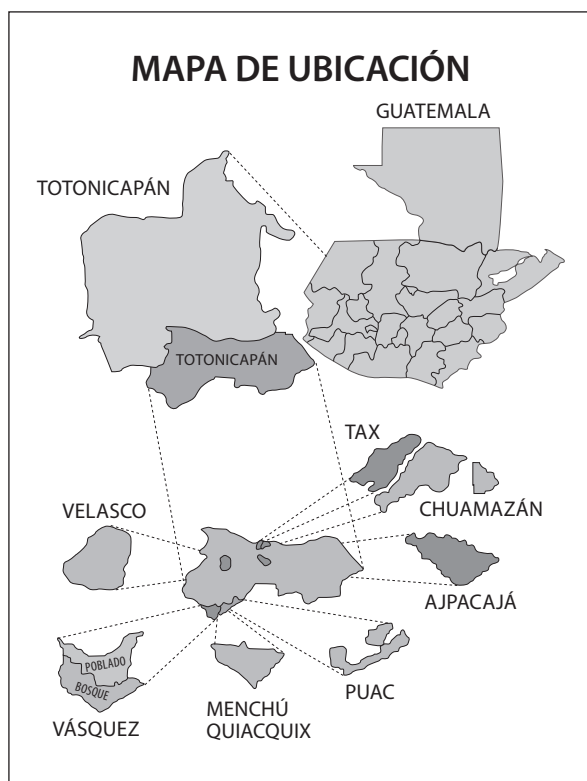 MAPA DE UBICACIÓN
GUATEMALA
TOTONICAPÁN
TOTONICAPÁN
TAX
CHUAMAZÁN
VELASCO
AJPACAJÁ
POBLADO
BOSQUE
VÁSQUEZ
MENCHÚ
QUIACQUIX
PUAC